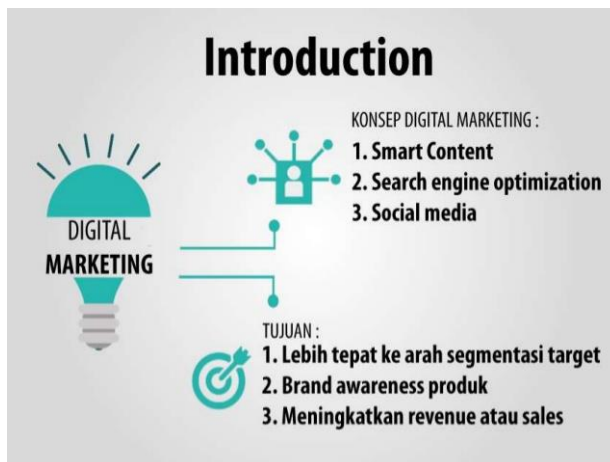 Introduction
DIGITAL
MARKETING
KONSEP DIGITAL MARKETING :
1. Smart Content
2. Search engine optimization
3. Social media
TUJUAN :
1. Lebih tepat ke arah segmentasi target
2. Brand awareness produk
3. Meningkatkan revenue atau sales